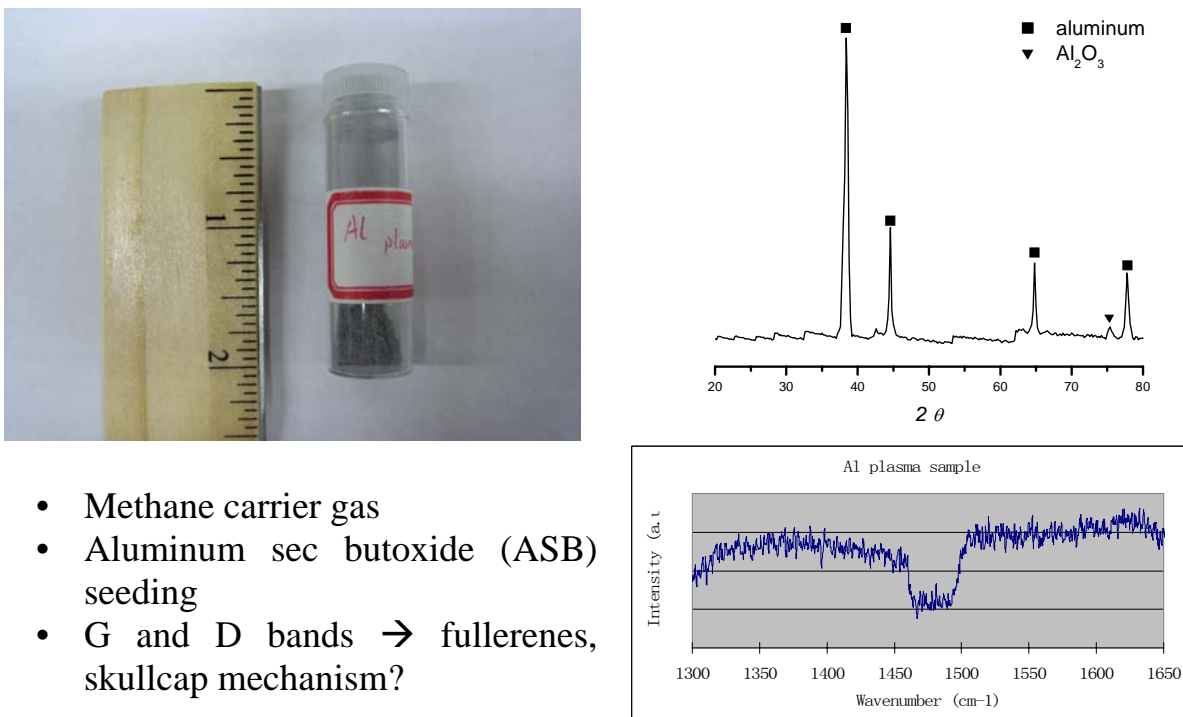 1
2
Al
aluminum
Al2O3
20 30 40 50 60 70 80
2 θ
Al plasma sample
Intensity (a.u
1300 1350 1400 1450 1500 1550 1600 1650
Wavenumber (cm-1)
• Methane carrier gas
• Aluminum sec butoxide (ASB)
seeding
• G and D bands → fullerenes,
skullcap mechanism?